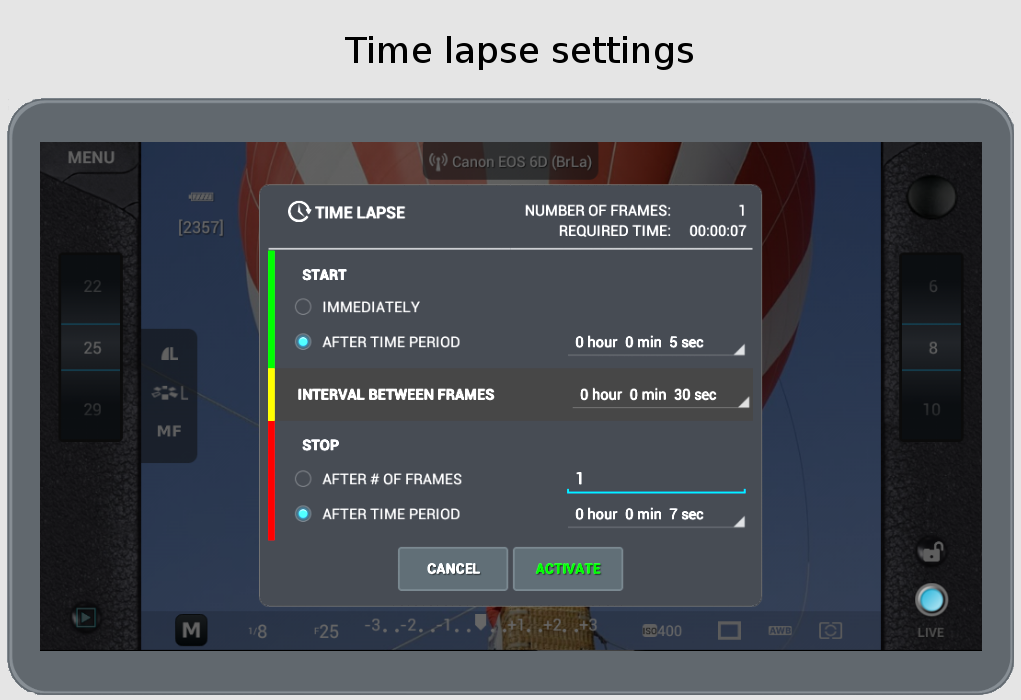 Time lapse settings
MENU
Canon EOS 6D (BrLa)
[2357]
TIME LAPSE
NUMBER OF FRAMES: 1
REQUIRED TIME: 00:00:07
START
IMMEDIATELY
AFTER TIME PERIOD 0 hour 0 min 5 sec
INTERVAL BETWEEN FRAMES 0 hour 0 min 30 sec
STOP
AFTER # OF FRAMES 1
AFTER TIME PERIOD 0 hour 0 min 7 sec
CANCEL ACTIVATE
22
25
29
L
L
MF
6
8
10
M 1/8 F25 -3..-2..-1.. ..+1..+2..+3 ISO400 AWB
LIVE